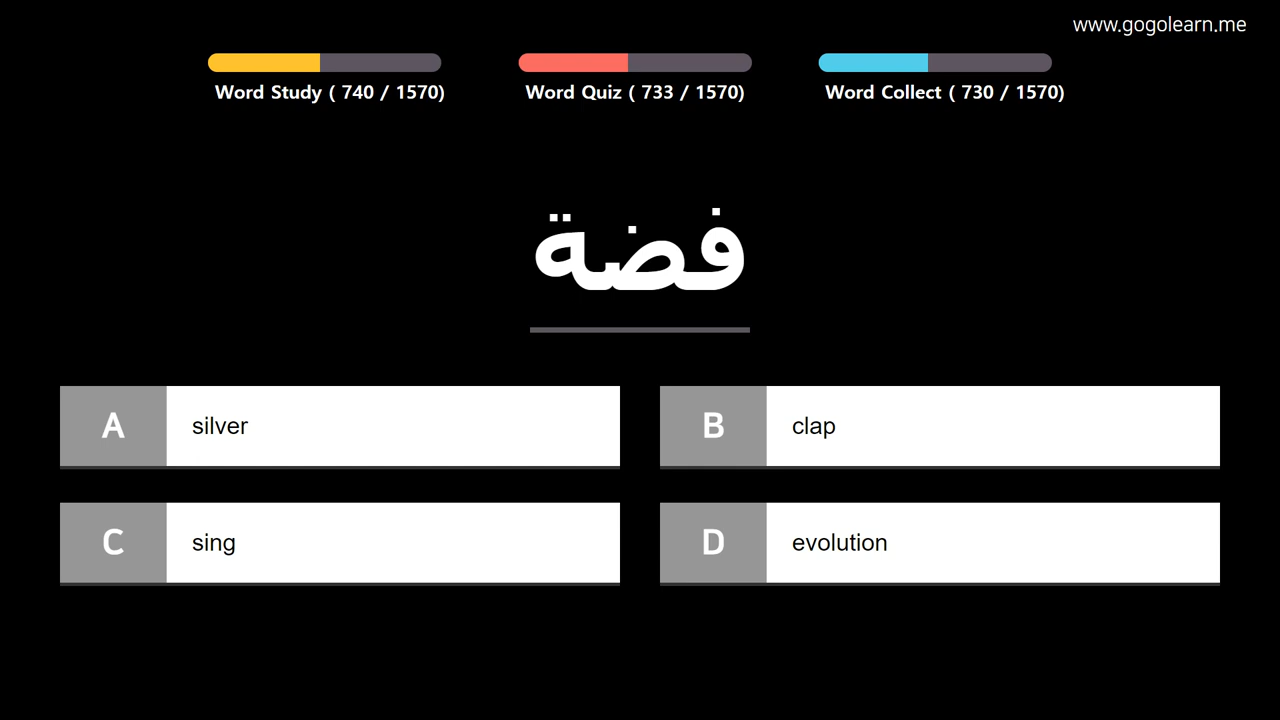 www.gogolearn.me
Word Study ( 740 / 1570)
Word Quiz ( 733 / 1570)
Word Collect ( 730 / 1570)
فضة
A silver
B clap
C sing
D evolution